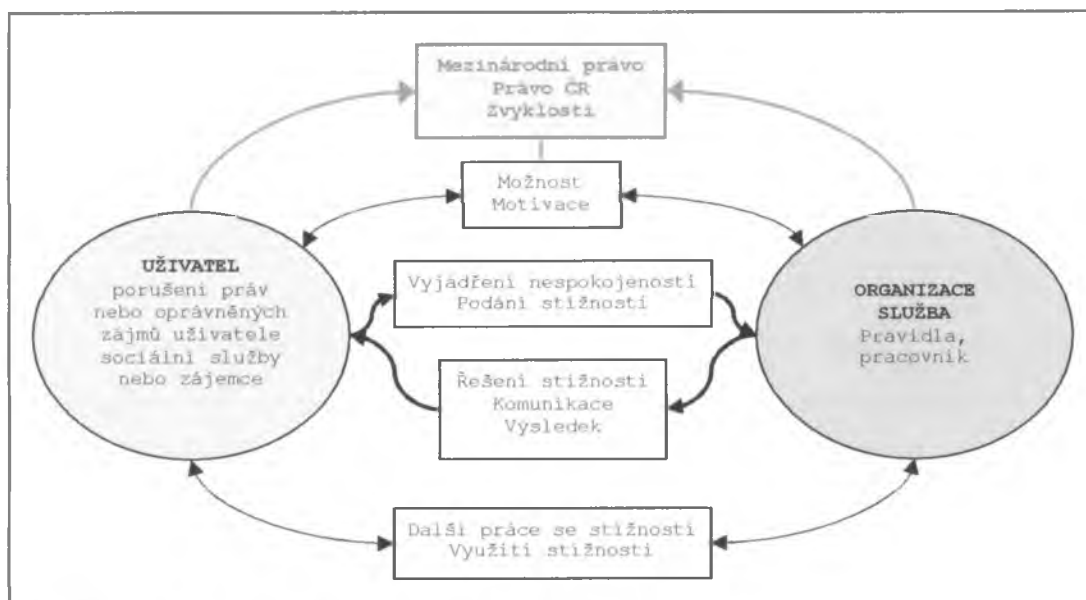 Mezinárodní právo
Právo ČR
Zvyklosti
Možnost
Motivace
UŽIVATEL
porušení práv
nebo oprávněných
zájmů uživatele
sociální služby
nebo zájemce
Vyjádření nespokojenosti
Podání stížnosti
ORGANIZACE
SLUŽBA
Pravidla,
pracovník
Řešení stížnosti
Komunikace
Výsledek
Další práce se stížností
Využití stížnosti